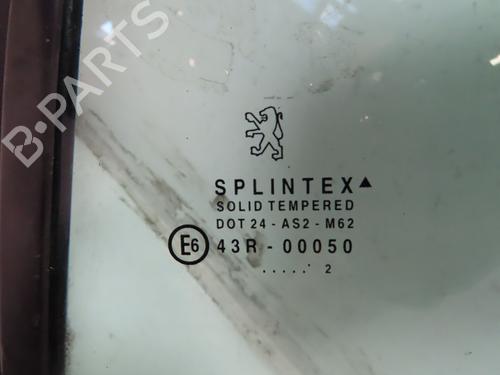 B-PARTS
SPLINTEX▲
SOLID TEMPERED
DOT 24 - AS2 - M62
E6 43R - 00050
..... 2